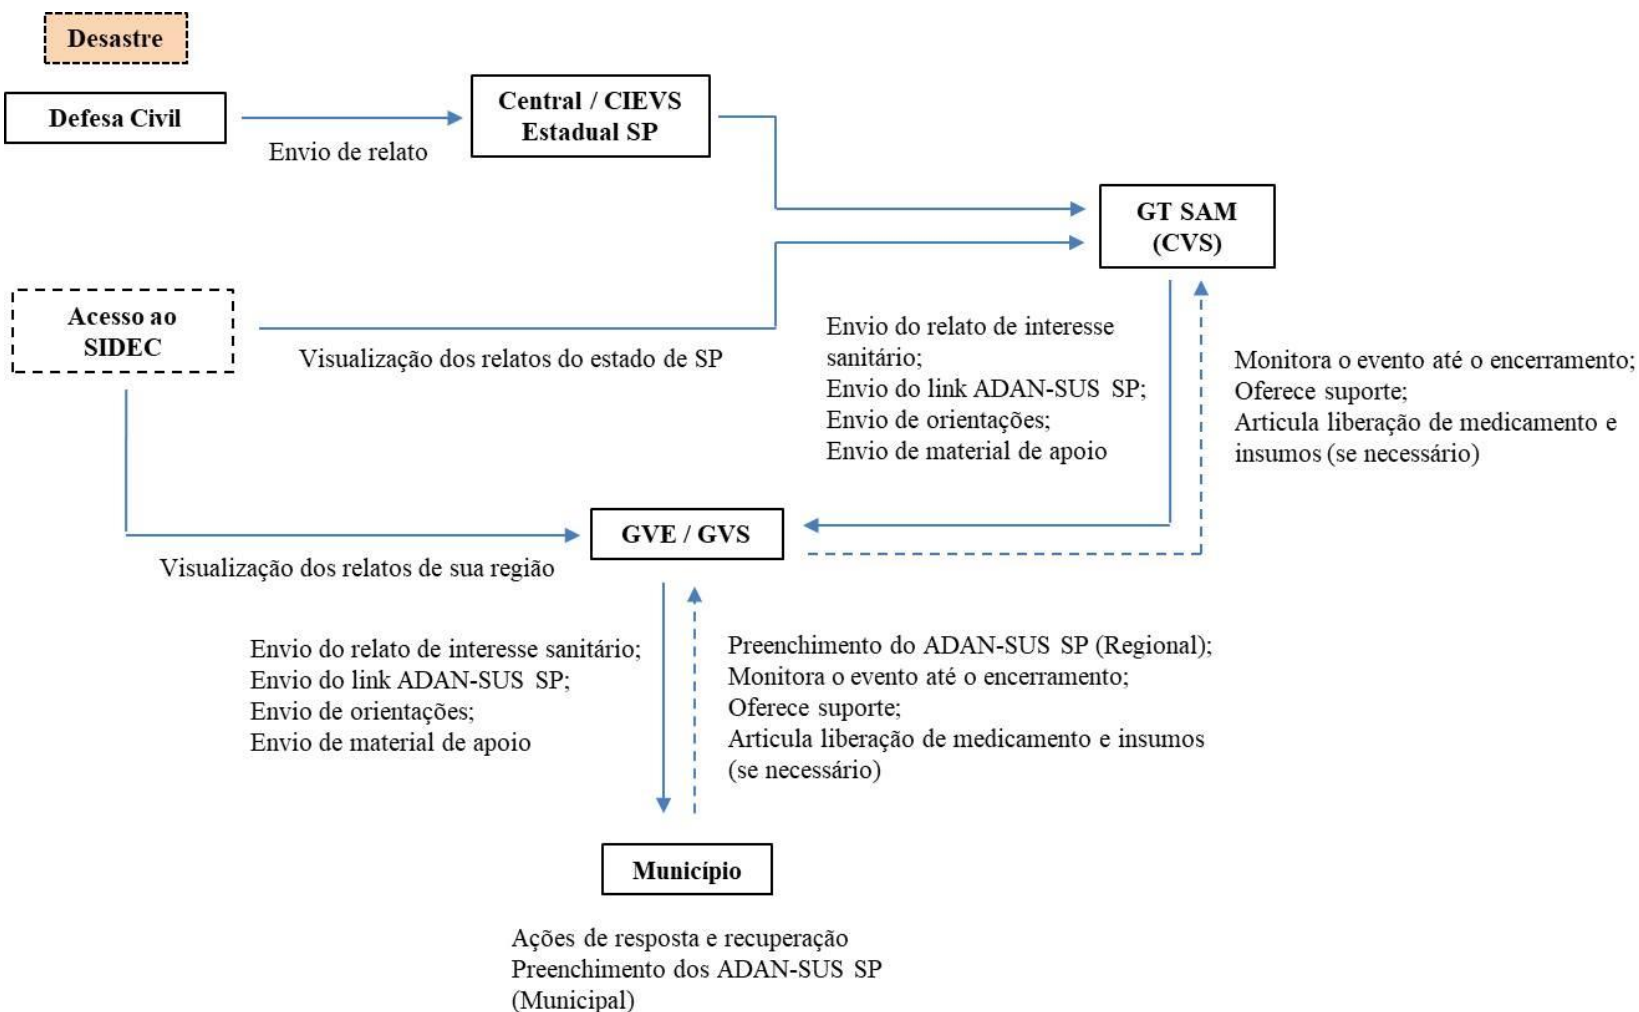 Desastre
Defesa Civil
Envio de relato
Central / CIEVS
Estadual SP
GT SAM
(CVS)
Acesso ao
SIDEC
Visualização dos relatos do estado de SP
Envio do relato de interesse
sanitário;
Envio do link ADAN-SUS SP;
Envio de orientações;
Envio de material de apoio
Monitora o evento até o encerramento;
Oferece suporte;
Articula liberação de medicamento e
insumos (se necessário)
GVE / GVS
Visualização dos relatos de sua região
Envio do relato de interesse sanitário;
Envio do link ADAN-SUS SP;
Envio de orientações;
Envio de material de apoio
Preenchimento do ADAN-SUS SP (Regional);
Monitora o evento até o encerramento;
Oferece suporte;
Articula liberação de medicamento e insumos
(se necessário)
Município
Ações de resposta e recuperação
Preenchimento dos ADAN-SUS SP
(Municipal)